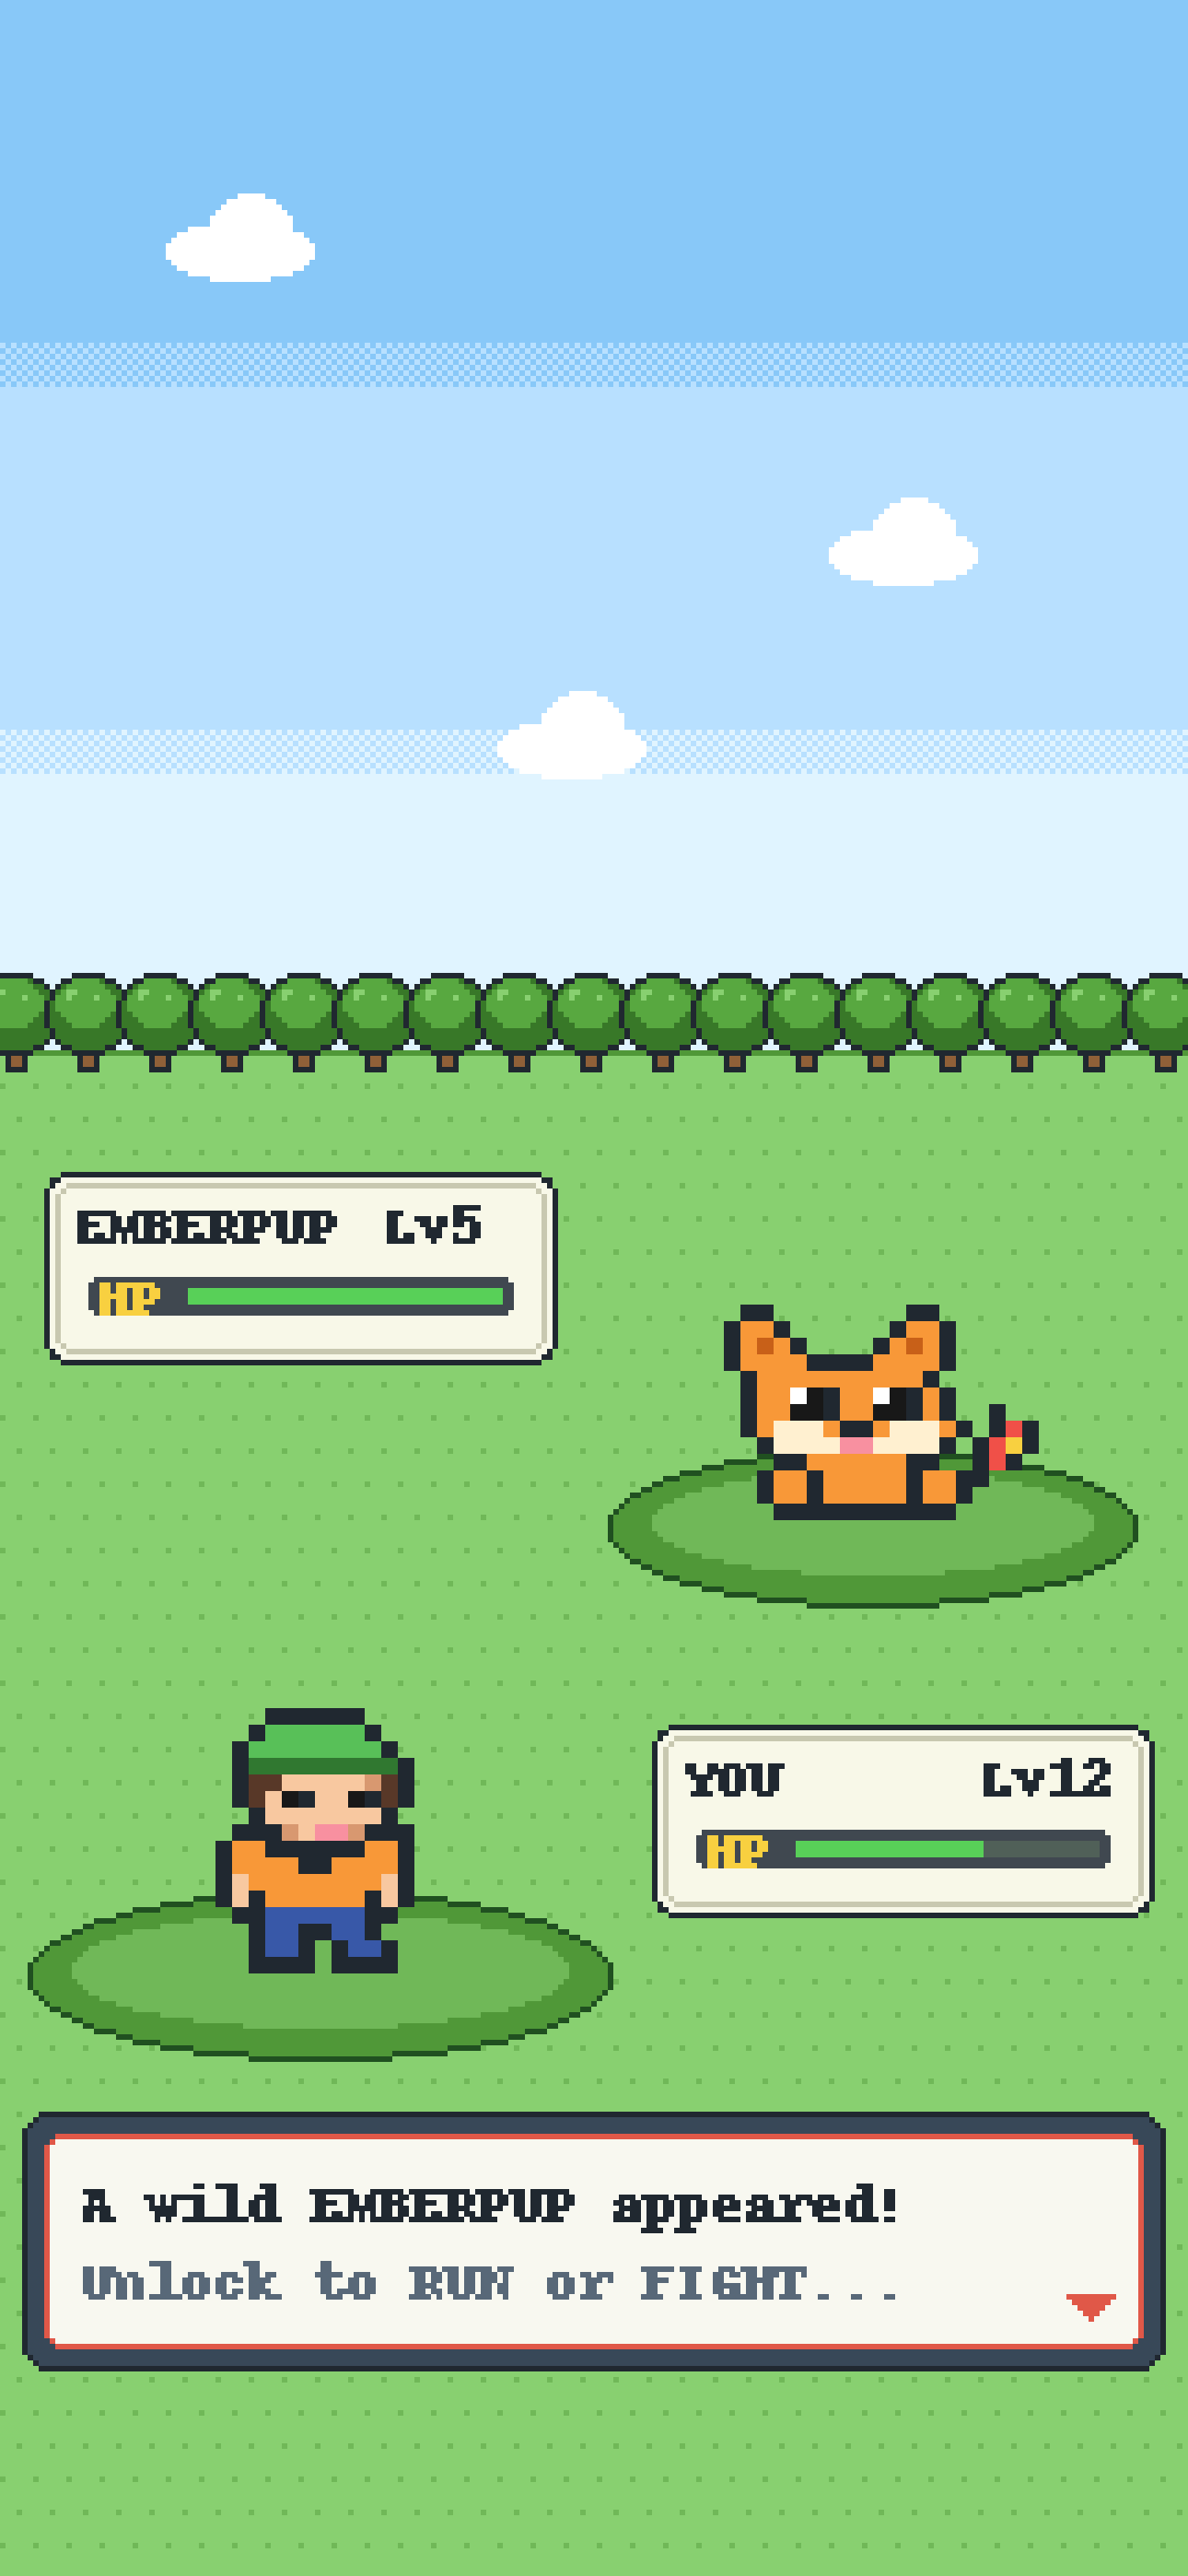 EMBERPUP Lv5
HP
YOU Lv12
HP
A wild EMBERPUP appeared!
Unlock to RUN or FIGHT...